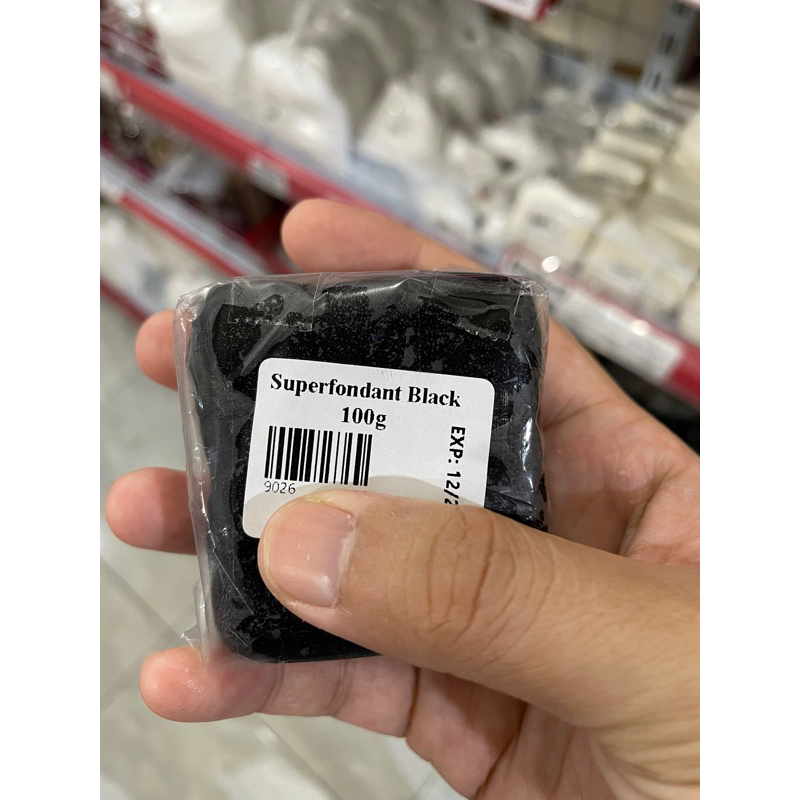 Superfondant Black
100g
9026
EXP: 12/2